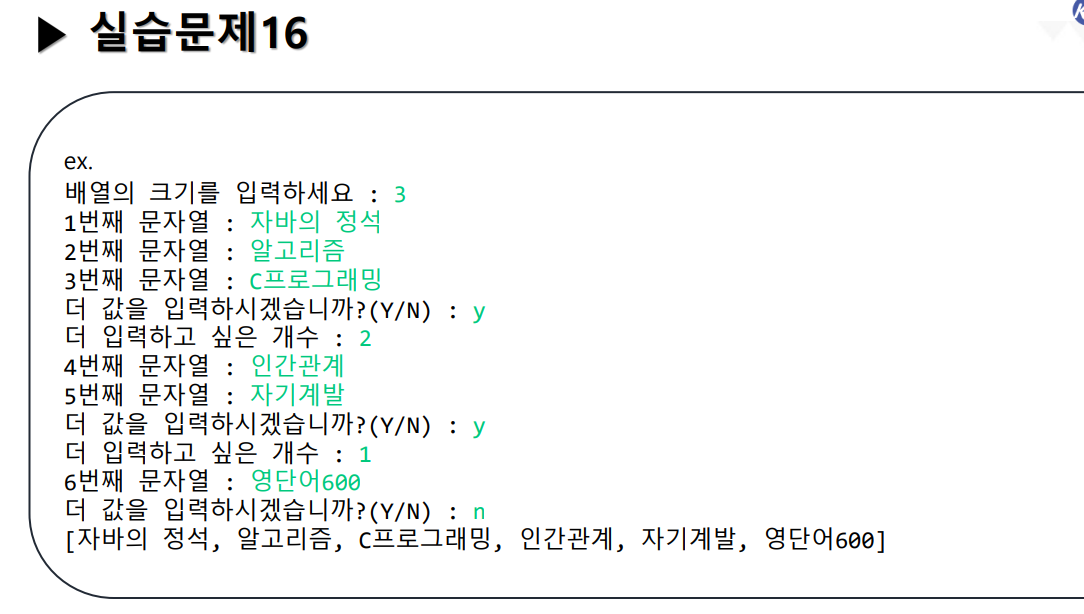 ▶ 실습문제16
ex.
배열의 크기를 입력하세요 : 3
1번째 문자열 : 자바의 정석
2번째 문자열 : 알고리즘
3번째 문자열 : C프로그래밍
더 값을 입력하시겠습니까?(Y/N) : y
더 입력하고 싶은 개수 : 2
4번째 문자열 : 인간관계
5번째 문자열 : 자기계발
더 값을 입력하시겠습니까?(Y/N) : y
더 입력하고 싶은 개수 : 1
6번째 문자열 : 영단어600
더 값을 입력하시겠습니까?(Y/N) : n
[자바의 정석, 알고리즘, C프로그래밍, 인간관계, 자기계발, 영단어600]